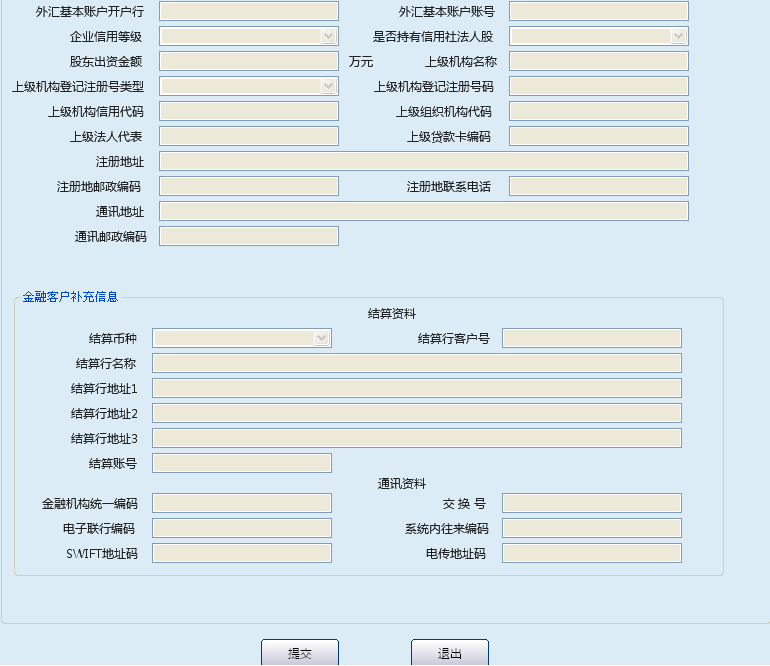 外汇基本账户开户行 外汇基本账户账号
企业信用等级 是否持有信用社法人股
股东出资金额 万元 上级机构名称
上级机构登记注册号类型 上级机构登记注册号码
上级机构信用代码 上级组织机构代码
上级法人代表 上级贷款卡编码
注册地址
注册地邮政编码 注册地联系电话
通讯地址
通讯邮政编码
金融客户补充信息
结算资料
结算币种 结算行客户号
结算行名称
结算行地址1
结算行地址2
结算行地址3
结算账号
通讯资料
金融机构统一编码 交 换 号
电子联行编码 系统内往来编码
SWIFT地址码 电传地址码
提交 退出